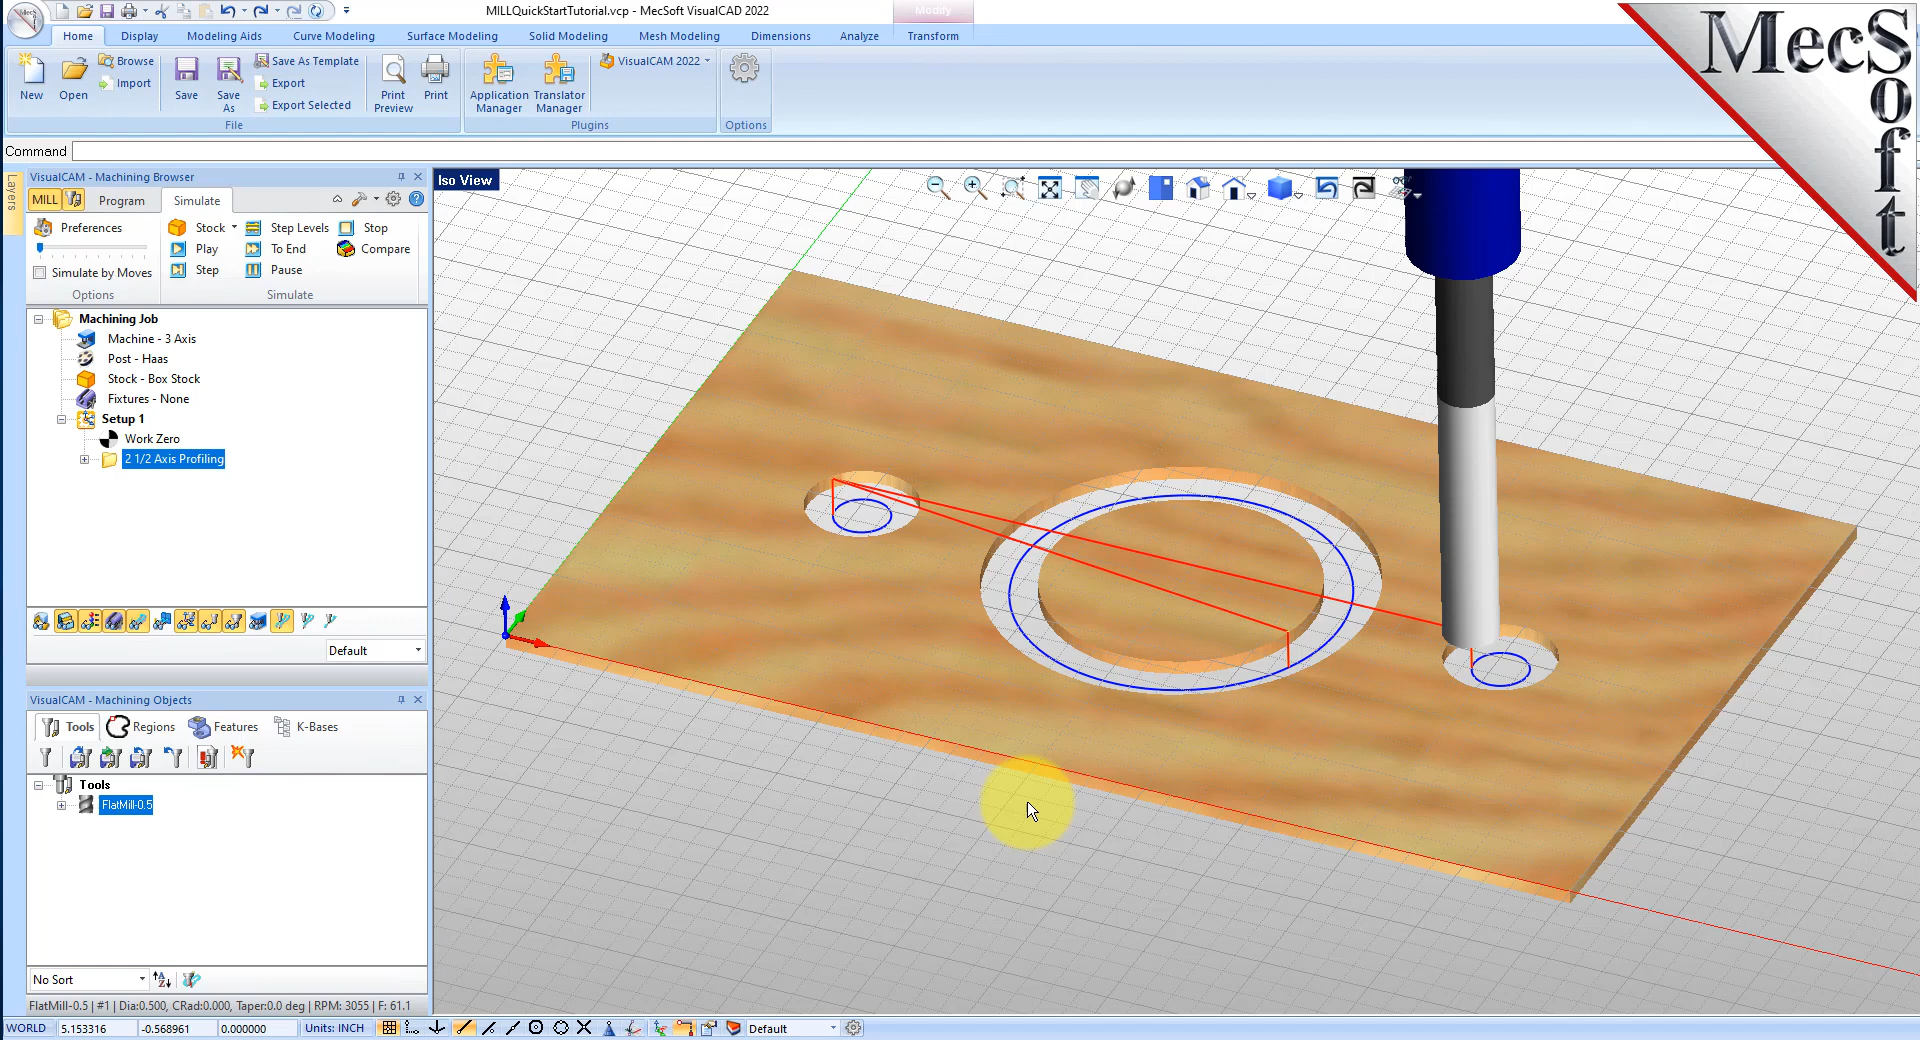 MILLQuickStartTutorial.vcp - MecSoft VisualCAD 2022
Modify
Home Display Modeling Aids Curve Modeling Surface Modeling Solid Modeling Mesh Modeling Dimensions Analyze Transform
New Open Browse Import Save Save As Save As Template Export Export Selected Print Preview Print Application Manager Translator Manager VisualCAM 2022
File Plugins Options
Command
Layers
VisualCAM - Machining Browser
MILL Program Simulate
Preferences Stock Step Levels Stop
Play To End Compare
Simulate by Moves Step Pause
Options Simulate
Machining Job
Machine - 3 Axis
Post - Haas
Stock - Box Stock
Fixtures - None
Setup 1
Work Zero
2 1/2 Axis Profiling
Default
VisualCAM - Machining Objects
Tools Regions Features K-Bases
Tools
FlatMill-0.5
No Sort
FlatMill-0.5 | #1 | Dia:0.500, CRad:0.000, Taper:0.0 deg | RPM: 3055 | F: 61.1
WORLD 5.153316 -0.568961 0.000000 Units: INCH Default
Iso View
MecSoft